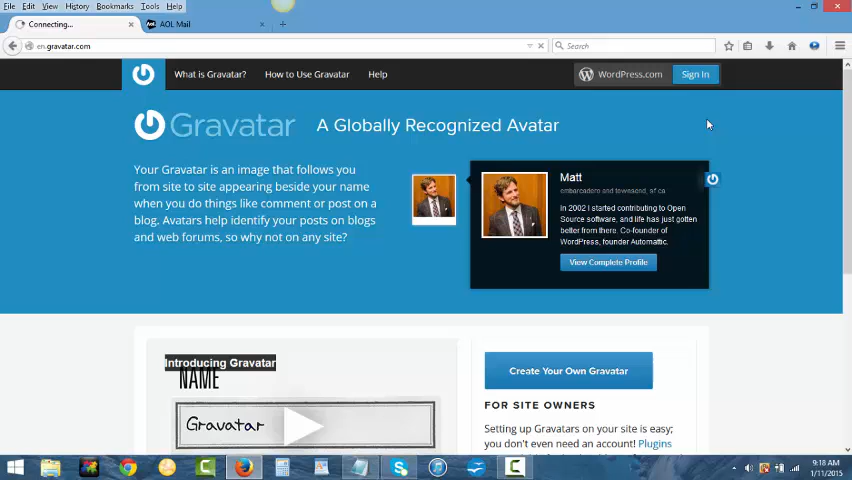 File Edit View History Bookmarks Tools Help
Connecting...
AOL Mail
en.gravatar.com
Search
What is Gravatar?
How to Use Gravatar
Help
WordPress.com
Sign In
Gravatar
A Globally Recognized Avatar
Your Gravatar is an image that follows you
from site to site appearing beside your name
when you do things like comment or post on a
blog. Avatars help identify your posts on blogs
and web forums, so why not on any site?
Matt
embarcadero and townsend, sf ca
In 2002 I started contributing to Open
Source software, and life has just gotten
better from there. Co-founder of
WordPress, founder Automattic.
View Complete Profile
Introducing Gravatar
NAME
Gravatar
Create Your Own Gravatar
FOR SITE OWNERS
Setting up Gravatars on your site is easy;
you don't even need an account! Plugins
9:18 AM
1/11/2015